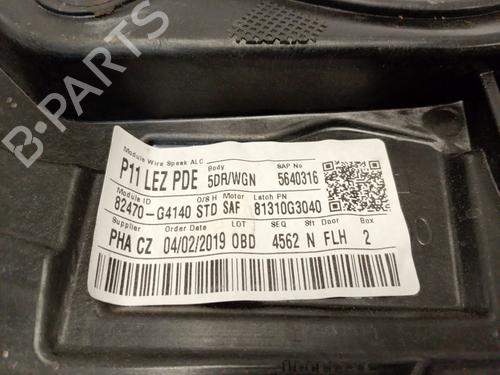 Module Wire Speak ALC Body SAP No
P11 LEZ PDE 5DR/WGN 5640316
Module ID O/S H Motor Latch PN
82470-G4140 STD SAF 81310G3040
Supplier Order Date LOT SEQ Sft Door Box
PHA CZ 04/02/2019 OBD 4562 N FLH 2